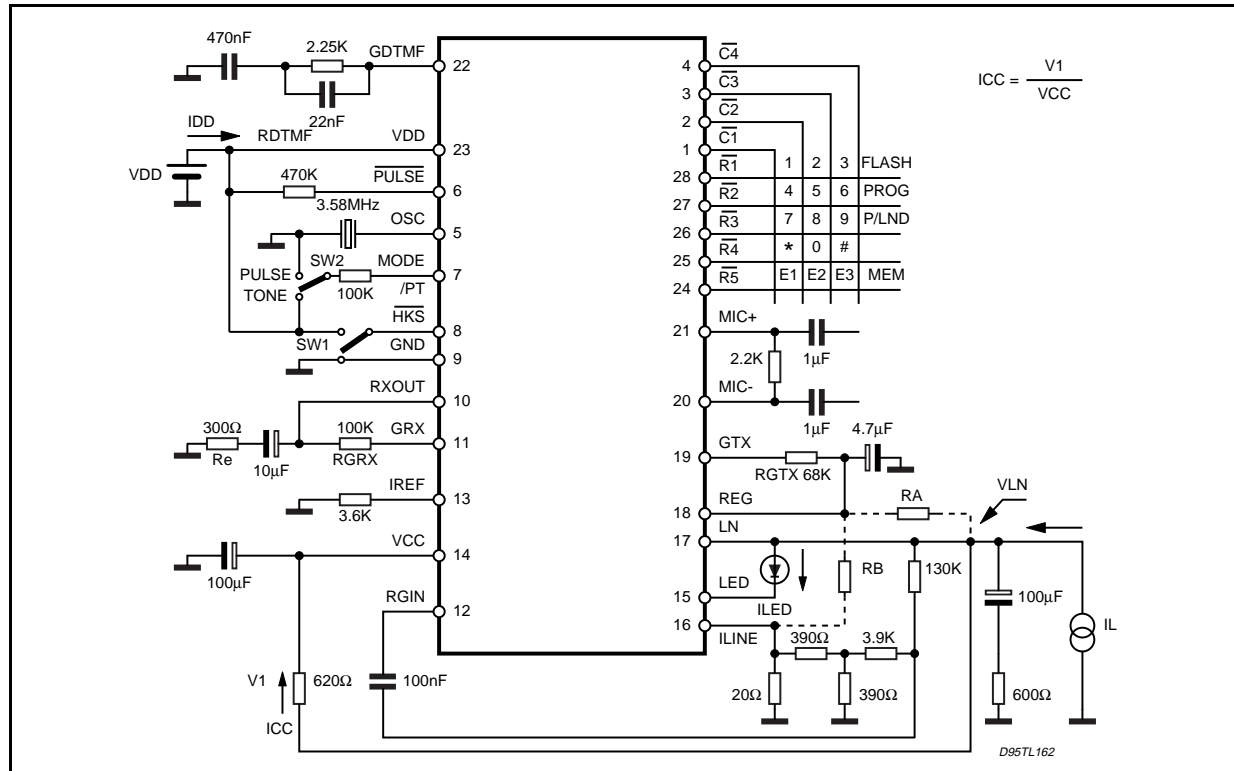 470nF
2.25K
GDTMF
22
22nF
IDD
RDTMF
VDD
23
VDD
470K
PULSE
6
3.58MHz
OSC
5
PULSE
SW2
MODE
7
TONE
100K
/PT
HKS
8
SW1
GND
9
RXOUT
10
300Ω
100K
GRX
11
Re
10µF
RGRX
IREF
13
3.6K
VCC
14
100µF
RGIN
12
V1
620Ω
100nF
ICC
4
C4
3
C3
2
C2
1
C1
28
R1
1 2 3 FLASH
27
R2
4 5 6 PROG
26
R3
7 8 9 P/LND
25
R4
* 0 #
24
R5
E1 E2 E3 MEM
ICC = V1
VCC
21
MIC+
1µF
2.2K
20
MIC-
1µF
4.7µF
19
GTX
RGTX 68K
18
REG
RA
VLN
17
LN
RB
130K
15
LED
ILED
100µF
IL
16
ILINE
390Ω
3.9K
20Ω
390Ω
600Ω
D95TL162